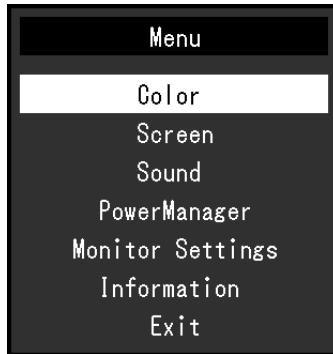 Menu
Color
Screen
Sound
PowerManager
Monitor Settings
Information
Exit